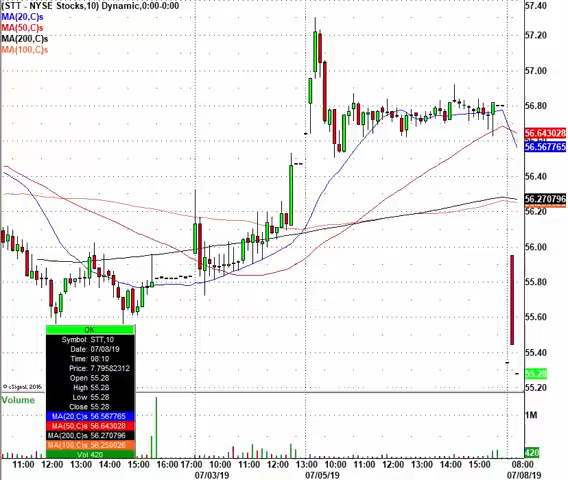 (STT - NYSE Stocks,10) Dynamic,0:00-0:00
MA(20,C)s
MA(50,C)s
MA(200,C)s
MA(100,C)s
57.40
57.20
57.00
56.80
56.643028
56.567765
56.270796
56.20
56.00
55.80
55.60
55.40
55.28
55.20
OK
Symbol: STT,10
Date: 07/08/19
Time: 08:10
Price: 7.79582312
Open 55.28
High 55.28
Low 55.28
Close 55.28
MA(20,C)s 56.567765
MA(50,C)s 56.643028
MA(200,C)s 56.270796
MA(100,C)s 56.250026
Vol 420
© eSignal, 2016
Volume
1M
420
11:00 12:00 13:00 14:00 15:00 16:00 17:00 11:00 12:00 13:00 11:00 12:00 13:00 14:00 15:00 08:00
07/03/19 07/05/19 07/08/19